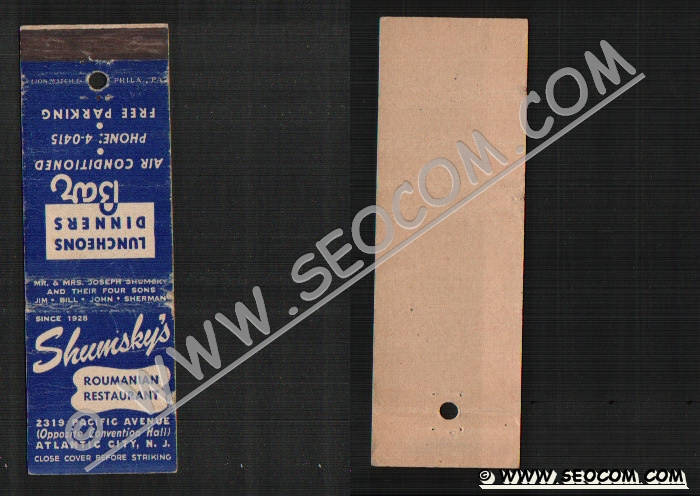 LION MATCH PHILA., PA.
FREE PARKING
PHONE: 4-0415
AIR CONDITIONED
Bar
LUNCHEONS
DINNERS
MR. & MRS. JOSEPH SHUMSKY
AND THEIR FOUR SONS
JIM • BILL • JOHN • SHERMAN
SINCE 1928
Shumsky's
ROUMANIAN
RESTAURANT
2319 PACIFIC AVENUE
(Opposite Convention Hall)
ATLANTIC CITY, N. J.
CLOSE COVER BEFORE STRIKING
© WWW.SEOCOM.COM
© WWW.SEOCOM.COM